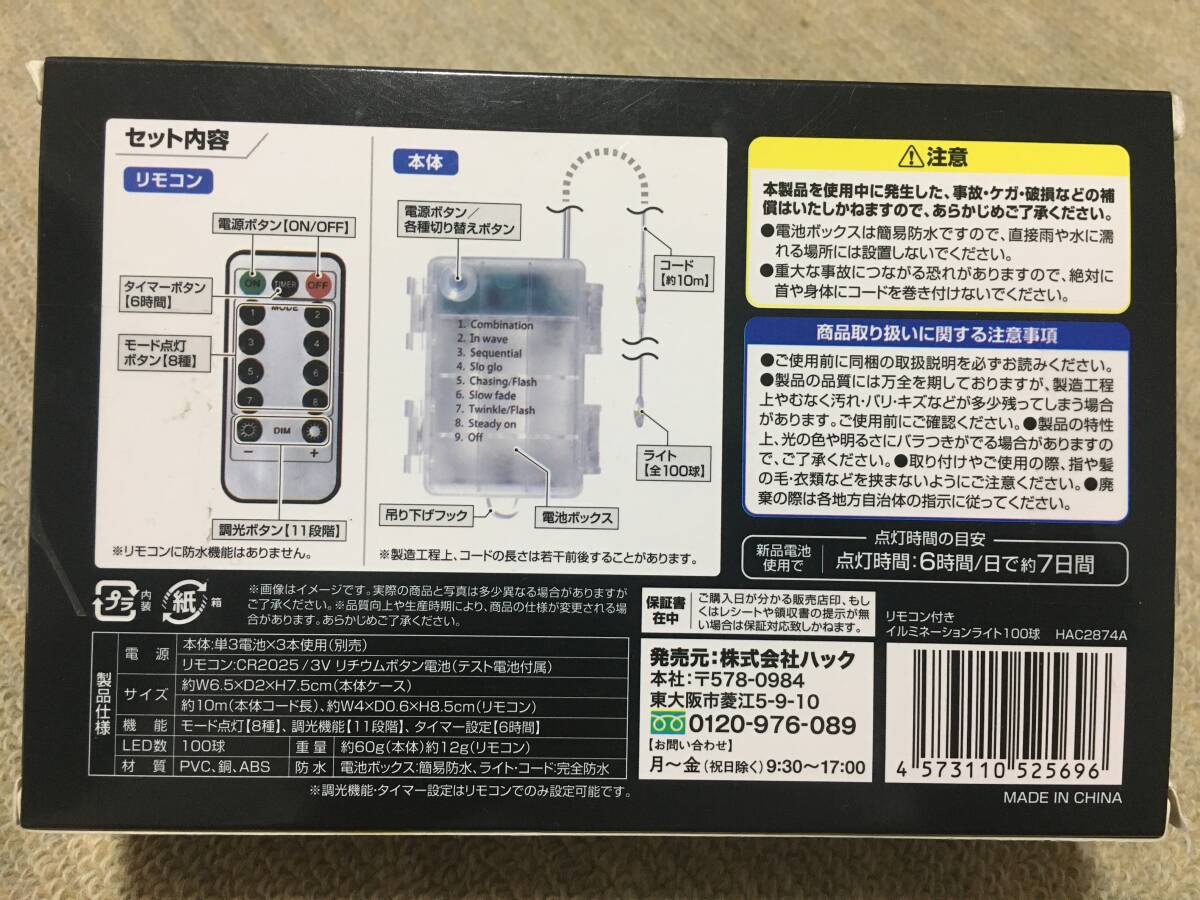 セット内容
リモコン
電源ボタン【ON/OFF】
タイマーボタン
【6時間】
モード点灯
ボタン【8種】
ON
TIMER
OFF
MODE
1
2
3
4
5
6
7
8
DIM
−
+
調光ボタン【11段階】
※リモコンに防水機能はありません。
本体
電源ボタン/
各種切り替えボタン
1. Combination
2. In wave
3. Sequential
4. Slo glo
5. Chasing/Flash
6. Slow fade
7. Twinkle/Flash
8. Steady on
9. Off
コード
【約10m】
ライト
【全100球】
吊り下げフック
電池ボックス
※製造工程上、コードの長さは若干前後することがあります。
⚠注意
本製品を使用中に発生した、事故・ケガ・破損などの補
償はいたしかねますので、あらかじめご了承ください。
●電池ボックスは簡易防水ですので、直接雨や水に濡
れる場所には設置しないでください。
●重大な事故につながる恐れがありますので、絶対に
首や身体にコードを巻き付けないでください。
商品取り扱いに関する注意事項
●ご使用前に同梱の取扱説明を必ずお読みください。
●製品の品質には万全を期しておりますが、製造工程
上やむなく汚れ・バリ・キズなどが多少残ってしまう場合
があります。ご使用前にご確認ください。●製品の特性
上、光の色や明るさにバラつきがでる場合がありますの
で、ご了承ください。●取り付けやご使用の際、指や髪
の毛・衣類などを挟まないようにご注意ください。●廃
棄の際は各地方自治体の指示に従ってください。
点灯時間の目安
新品電池
使用で
点灯時間:6時間/日で約7日間
プラ
内装
紙
箱
※画像はイメージです。実際の商品と写真は多少異なる場合がありますが
ご了承ください。※品質向上や生産時期により、商品の仕様が変更される場
合があります。あらかじめご了承ください。
製品仕様
電源 本体:単3電池×3本使用(別売)
リモコン:CR2025/3V リチウムボタン電池(テスト電池付属)
サイズ 約W6.5×D2×H7.5cm(本体ケース)
約10m(本体コード長)、約W4×D0.6×H8.5cm(リモコン)
機能 モード点灯【8種】、調光機能【11段階】、タイマー設定【6時間】
LED数 100球 重量 約60g(本体)約12g(リモコン)
材質 PVC、銅、ABS 防水 電池ボックス:簡易防水、ライト・コード:完全防水
※調光機能・タイマー設定はリモコンでのみ設定可能です。
保証書
在中
ご購入日が分かる販売店印、もし
くはレシートや領収書の提示が無
い場合は保証対応致しかねます。
発売元:株式会社ハック
本社:〒578-0984
東大阪市菱江5-9-10
0120-976-089
【お問い合わせ】
月〜金(祝日除く)9:30〜17:00
リモコン付き
イルミネーションライト100球 HAC2874A
4 573110 525696
MADE IN CHINA